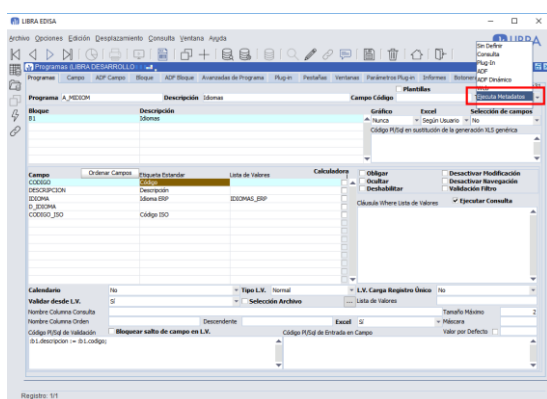 LIBRA EDISA
Archivo Opciones Edición Desplazamiento Consulta Ventana Ayuda
LIBRA
Sin Definir
Consulta
Plug-In
ADF
ADF Dinámico
Ejecuta Metadatos
Programas (LIBRA DESARROLLO
Programas Campo ADF Campo Bloque ADF Bloque Avanzadas de Programa Plug-in Pestañas Ventanas Parámetros Plug-in Informes Botonera
Plantillas
Programa A_MIDIOM Descripción Idiomas Campo Código
Bloque Descripción Gráfico Excel Selección de campos
B1 Idiomas Nunca Según Usuario No
Código Pl/Sql en sustitución de la generación XLS genérica
Campo Ordenar Campos Etiqueta Estandar Lista de Valores Calculadora
CODIGO Código
DESCRIPCION Descripción
IDIOMA Idioma ERP IDIOMAS_ERP
D_IDIOMA
CODIGO_ISO Código ISO
Obligar Desactivar Modificación
Ocultar Desactivar Navegación
Deshabilitar Validación Filtro
Cláusula Where Lista de Valores Ejecutar Consulta
Calendario No Tipo L.V. Normal L.V. Carga Registro Único No
Validar desde L.V. Sí Selección Archivo ... Lista de Valores
Nombre Columna Consulta Tamaño Máximo 2
Nombre Columna Orden Descendente Excel Sí Máscara
Código Pl/Sql de Validación Bloquear salto de campo en L.V. Código Pl/Sql de Entrada en Campo Valor por Defecto
:b1.descripcion := :b1.codigo;
Registro: 1/1